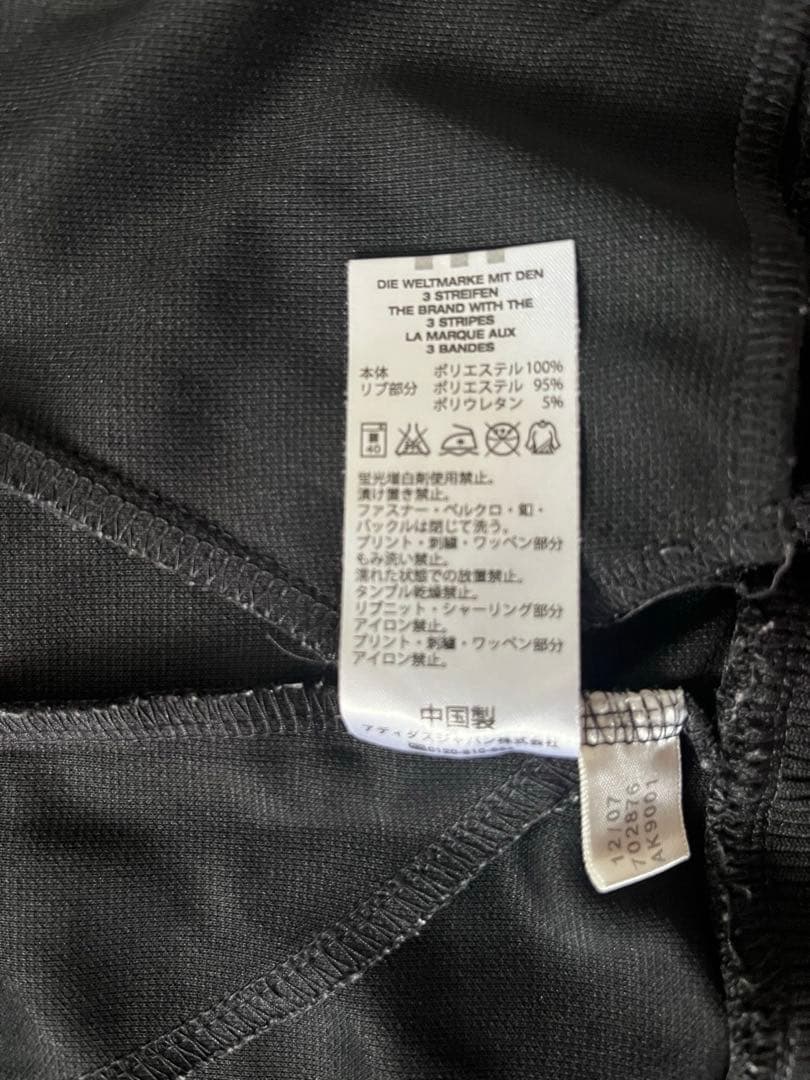 DIE WELTMARKE MIT DEN
3 STREIFEN
THE BRAND WITH THE
3 STRIPES
LA MARQUE AUX
3 BANDES
本体 ポリエステル100%
リブ部分 ポリエステル 95%
ポリウレタン 5%
40
蛍光増白剤使用禁止。
漬け置き禁止。
ファスナー・ベルクロ・釦・
バックルは閉じて洗う。
プリント・刺繍・ワッペン部分
もみ洗い禁止。
濡れた状態での放置禁止。
タンブル乾燥禁止。
リブニット・シャーリング部分
アイロン禁止。
プリント・刺繍・ワッペン部分
アイロン禁止。
中国製
アディダスジャパン株式会社
12/07
702876
AK9001